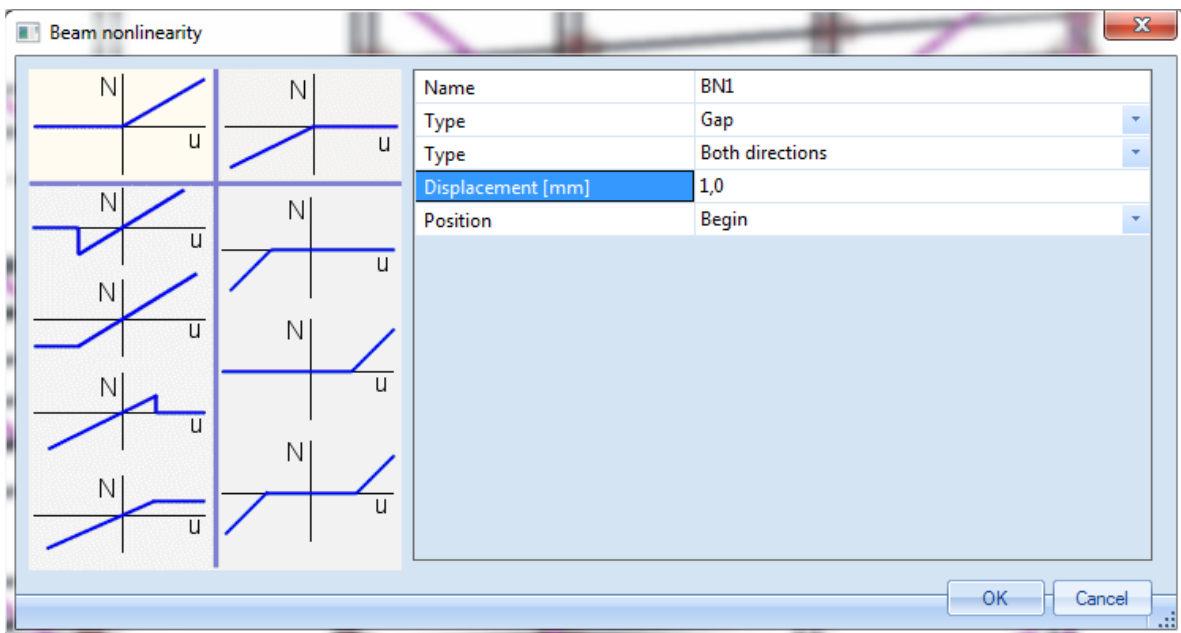 Beam nonlinearity
N
u
N
u
N
u
N
u
N
u
N
u
N
u
N
u
N
u
Name BN1
Type Gap
Type Both directions
Displacement [mm] 1,0
Position Begin
OK Cancel